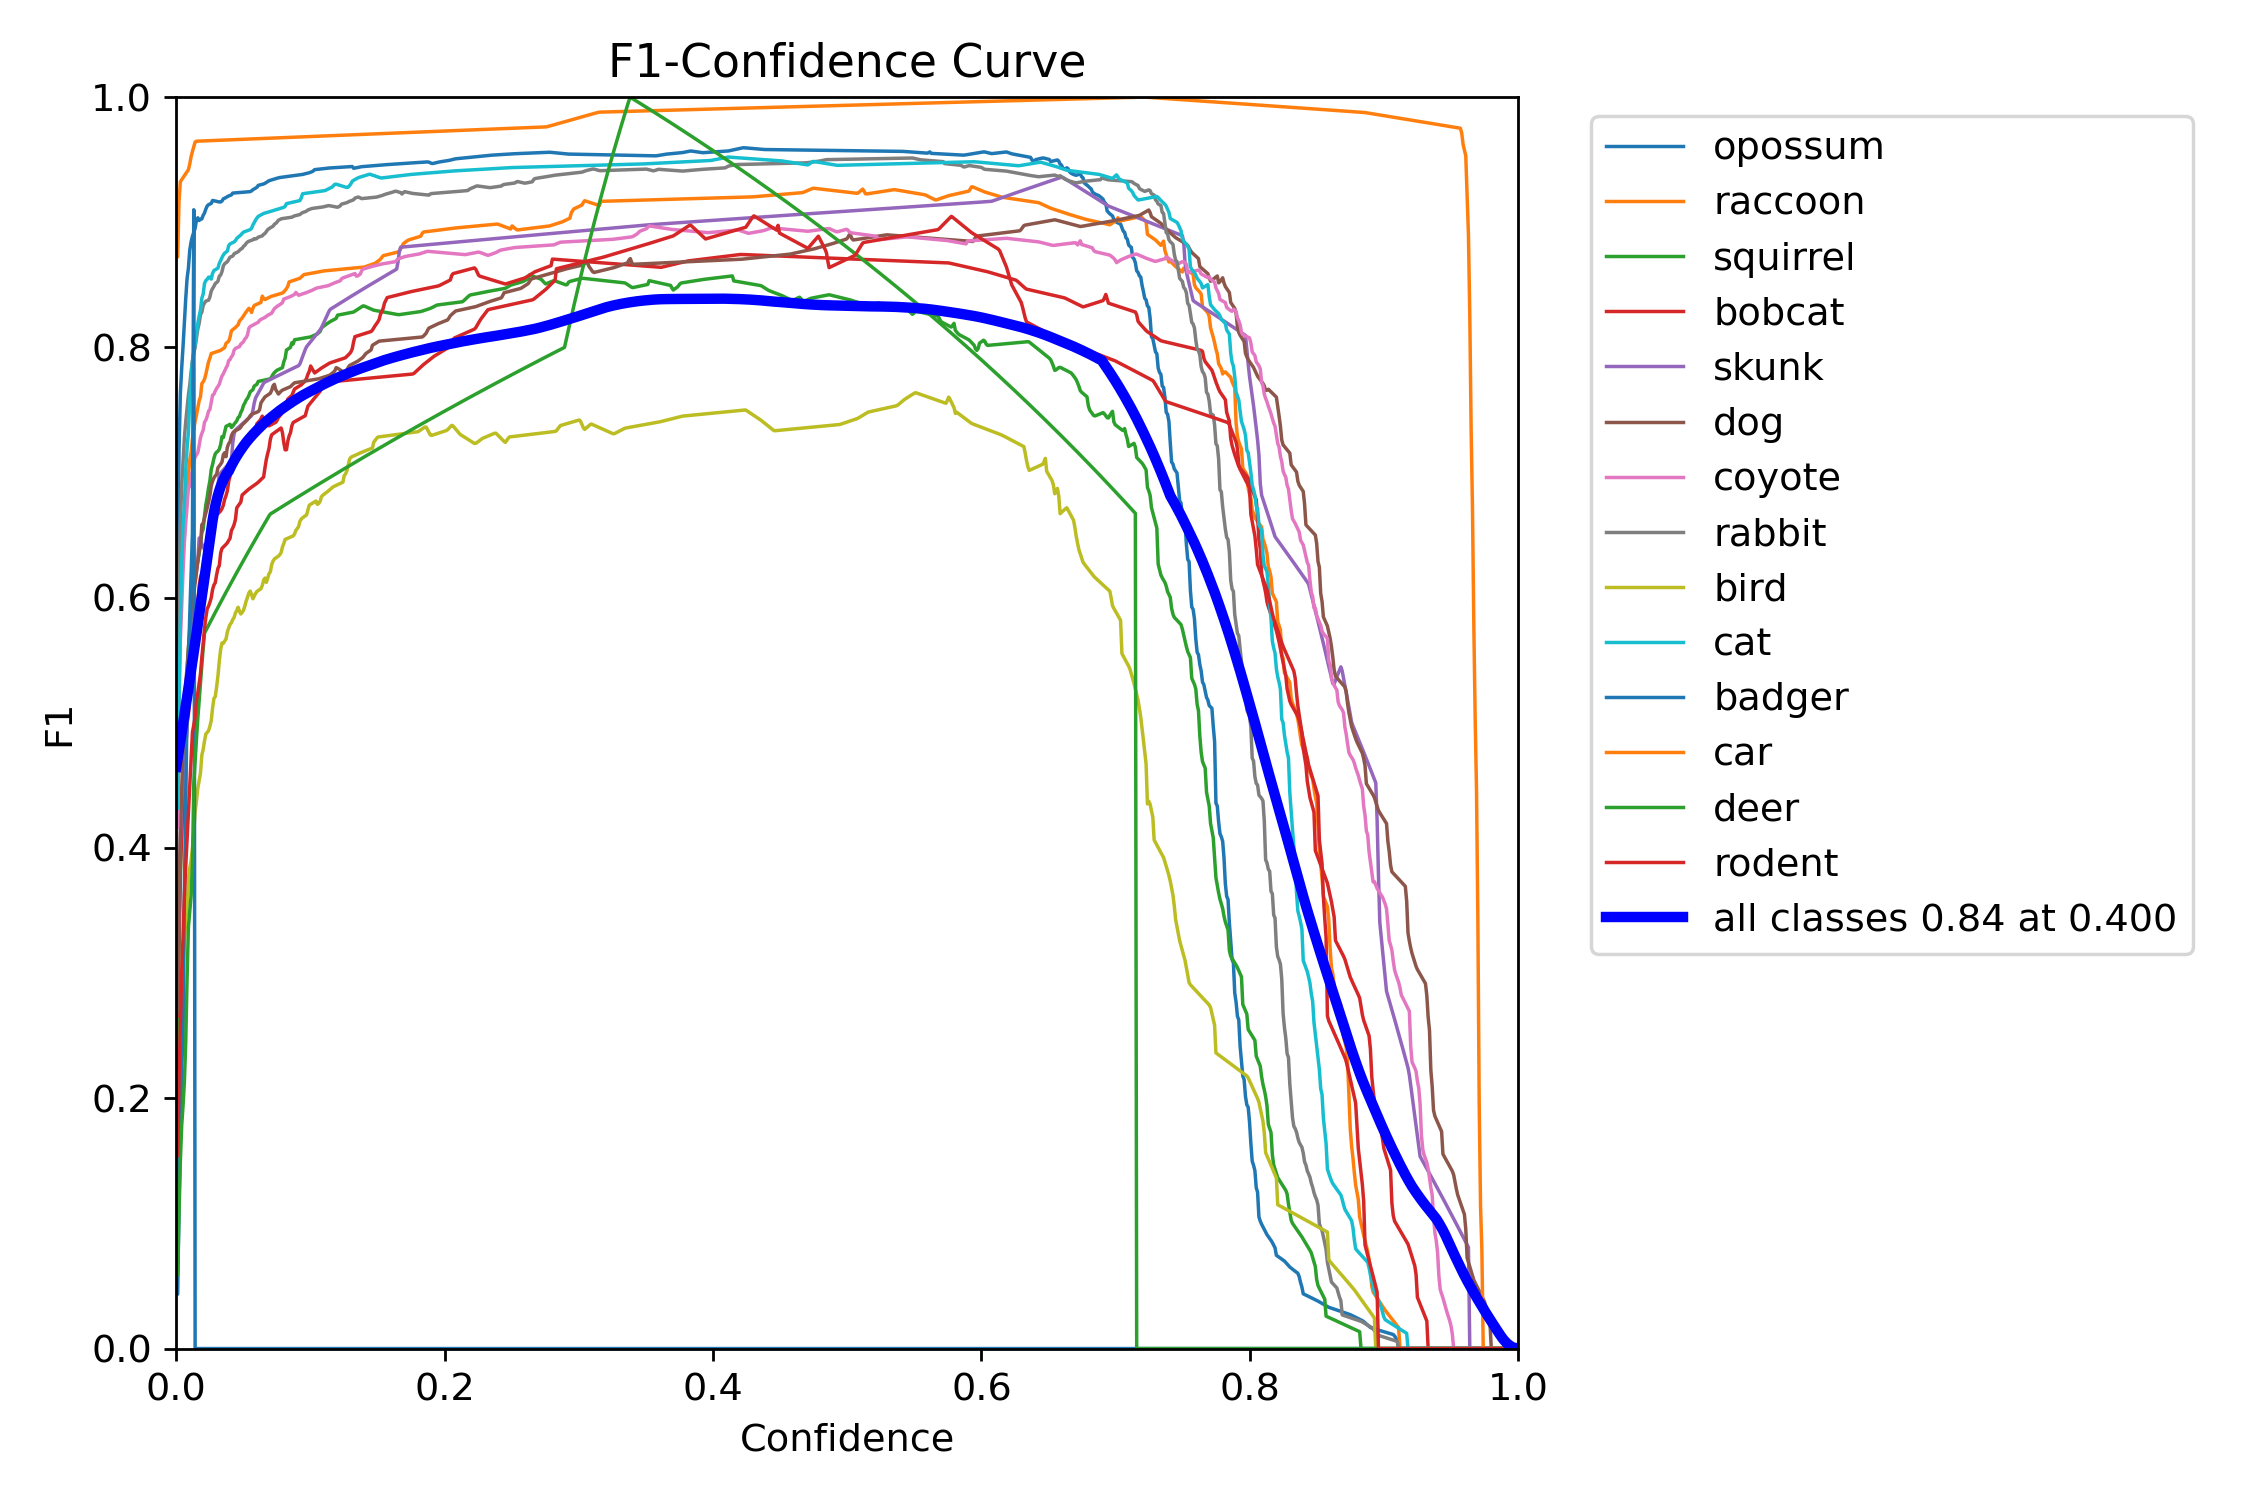 F1-Confidence Curve
1.0
0.8
0.6
0.4
0.2
0.0
F1
0.0 0.2 0.4 0.6 0.8 1.0
Confidence
opossum
raccoon
squirrel
bobcat
skunk
dog
coyote
rabbit
bird
cat
badger
car
deer
rodent
all classes 0.84 at 0.400